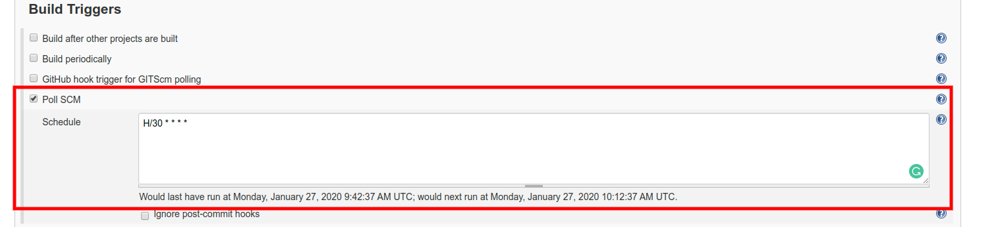 Build Triggers
Build after other projects are built
Build periodically
GitHub hook trigger for GITScm polling
Poll SCM
Schedule
H/30 * * * *
Would last have run at Monday, January 27, 2020 9:42:37 AM UTC; would next run at Monday, January 27, 2020 10:12:37 AM UTC.
Ignore post-commit hooks